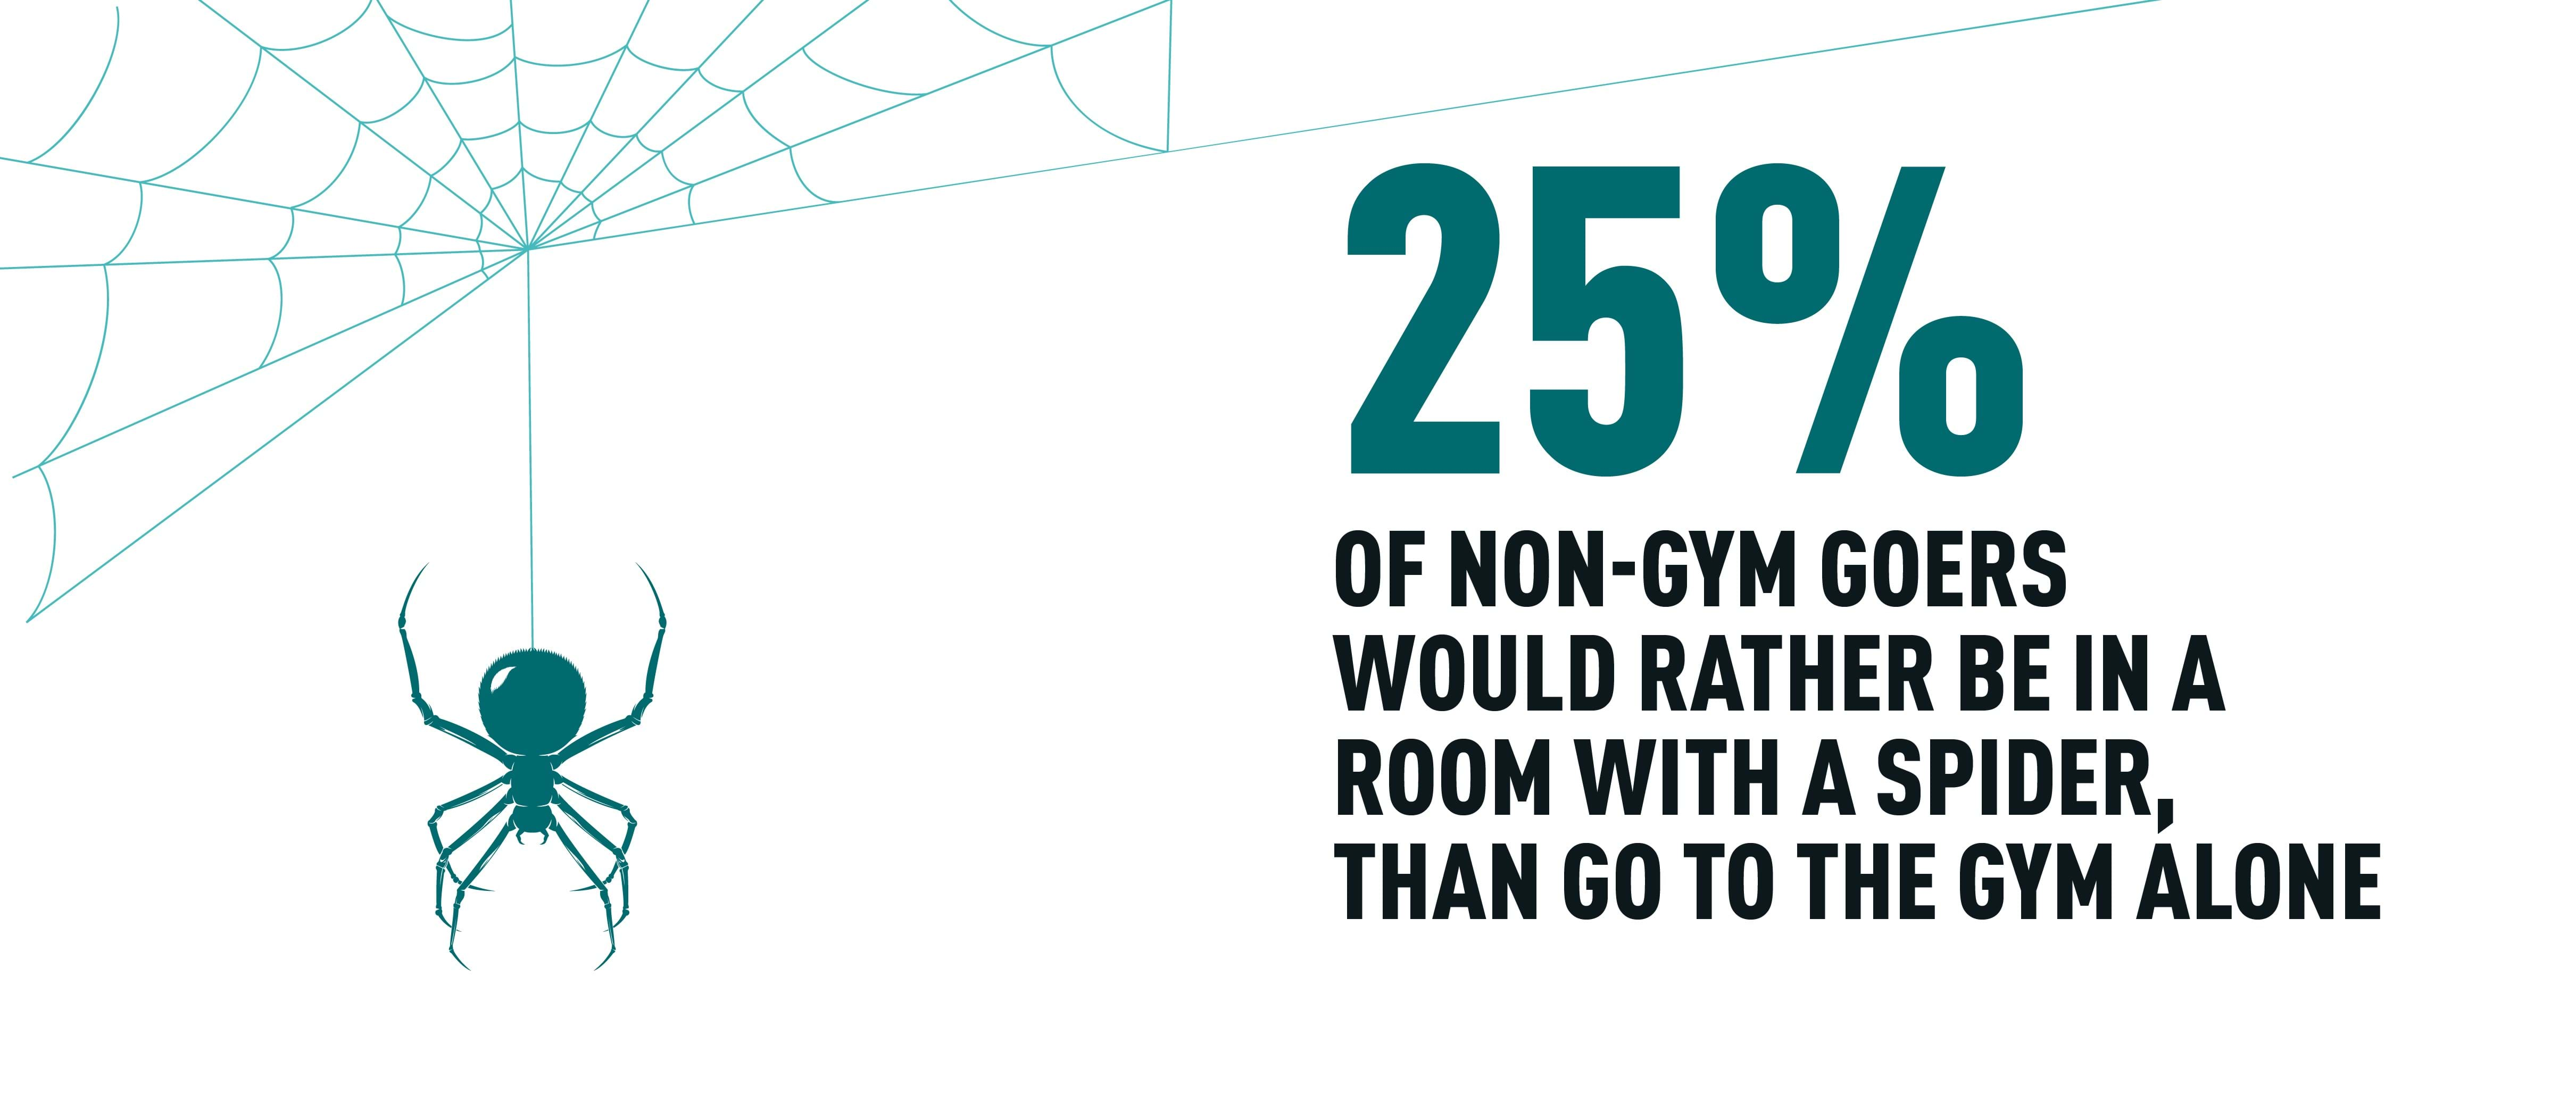 25%
OF NON-GYM GOERS
WOULD RATHER BE IN A
ROOM WITH A SPIDER,
THAN GO TO THE GYM ALONE